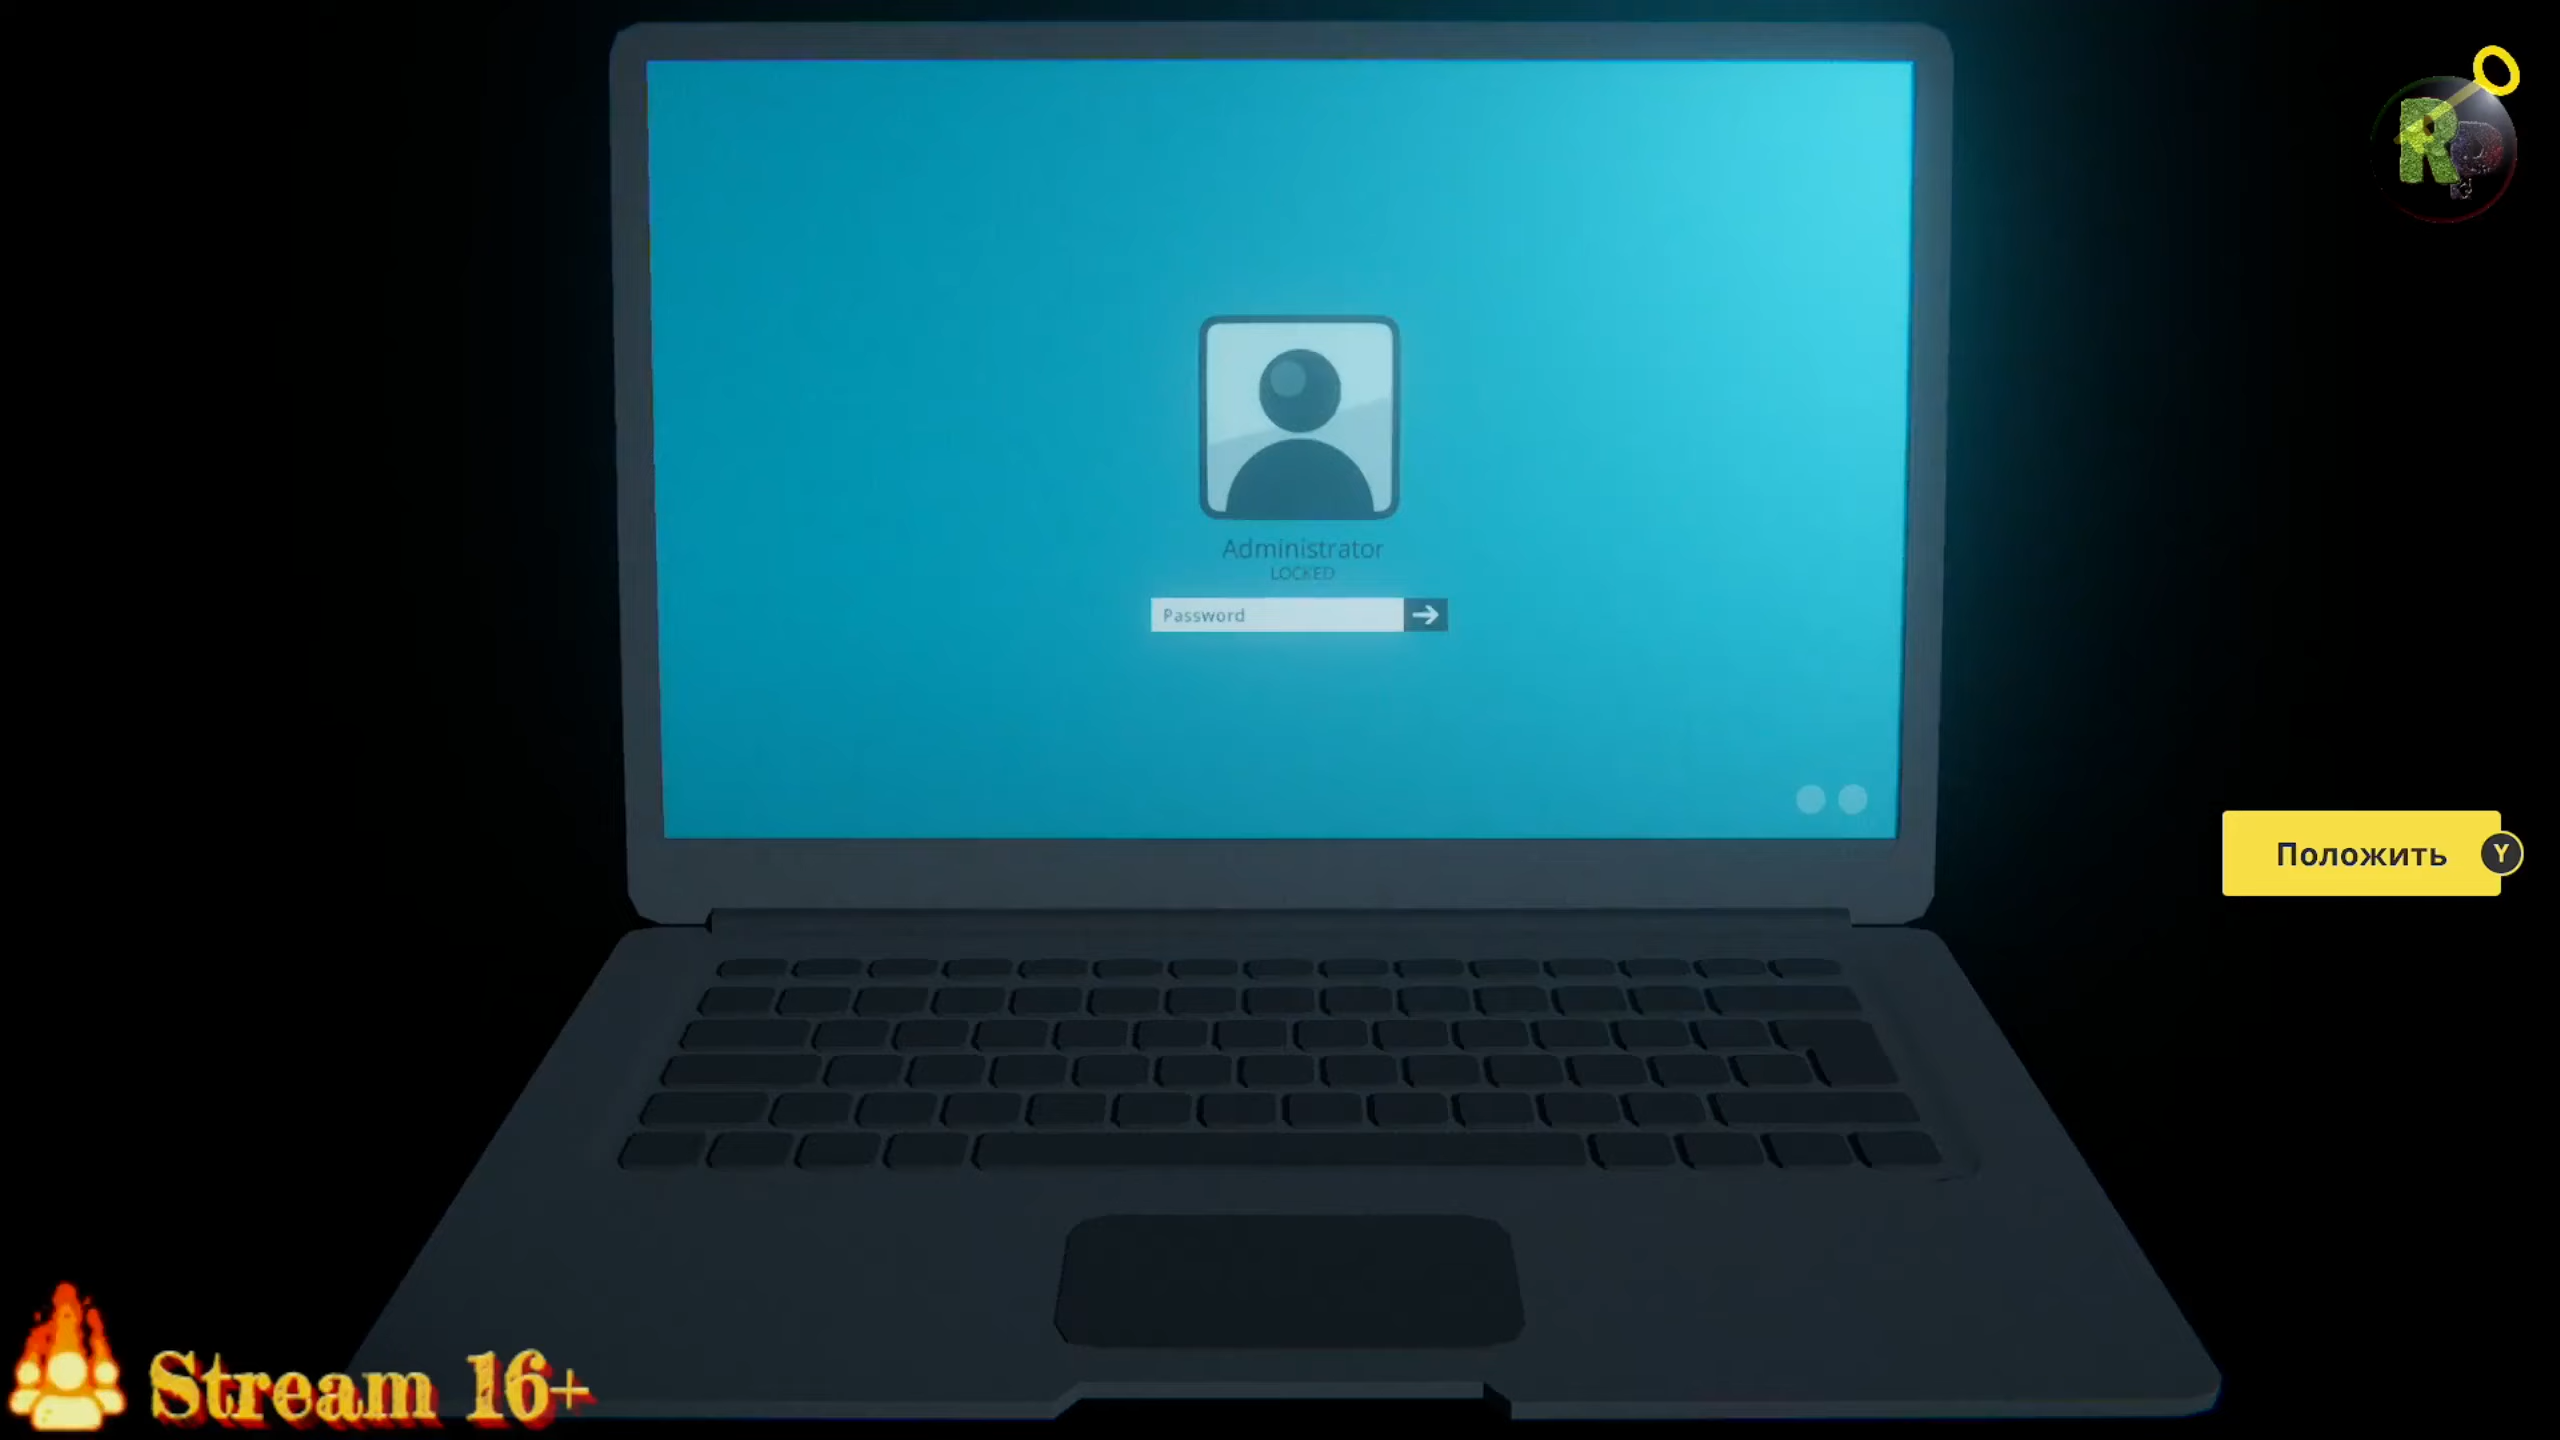 R
Administrator
LOCKED
Password
Положить Y
Stream 16+